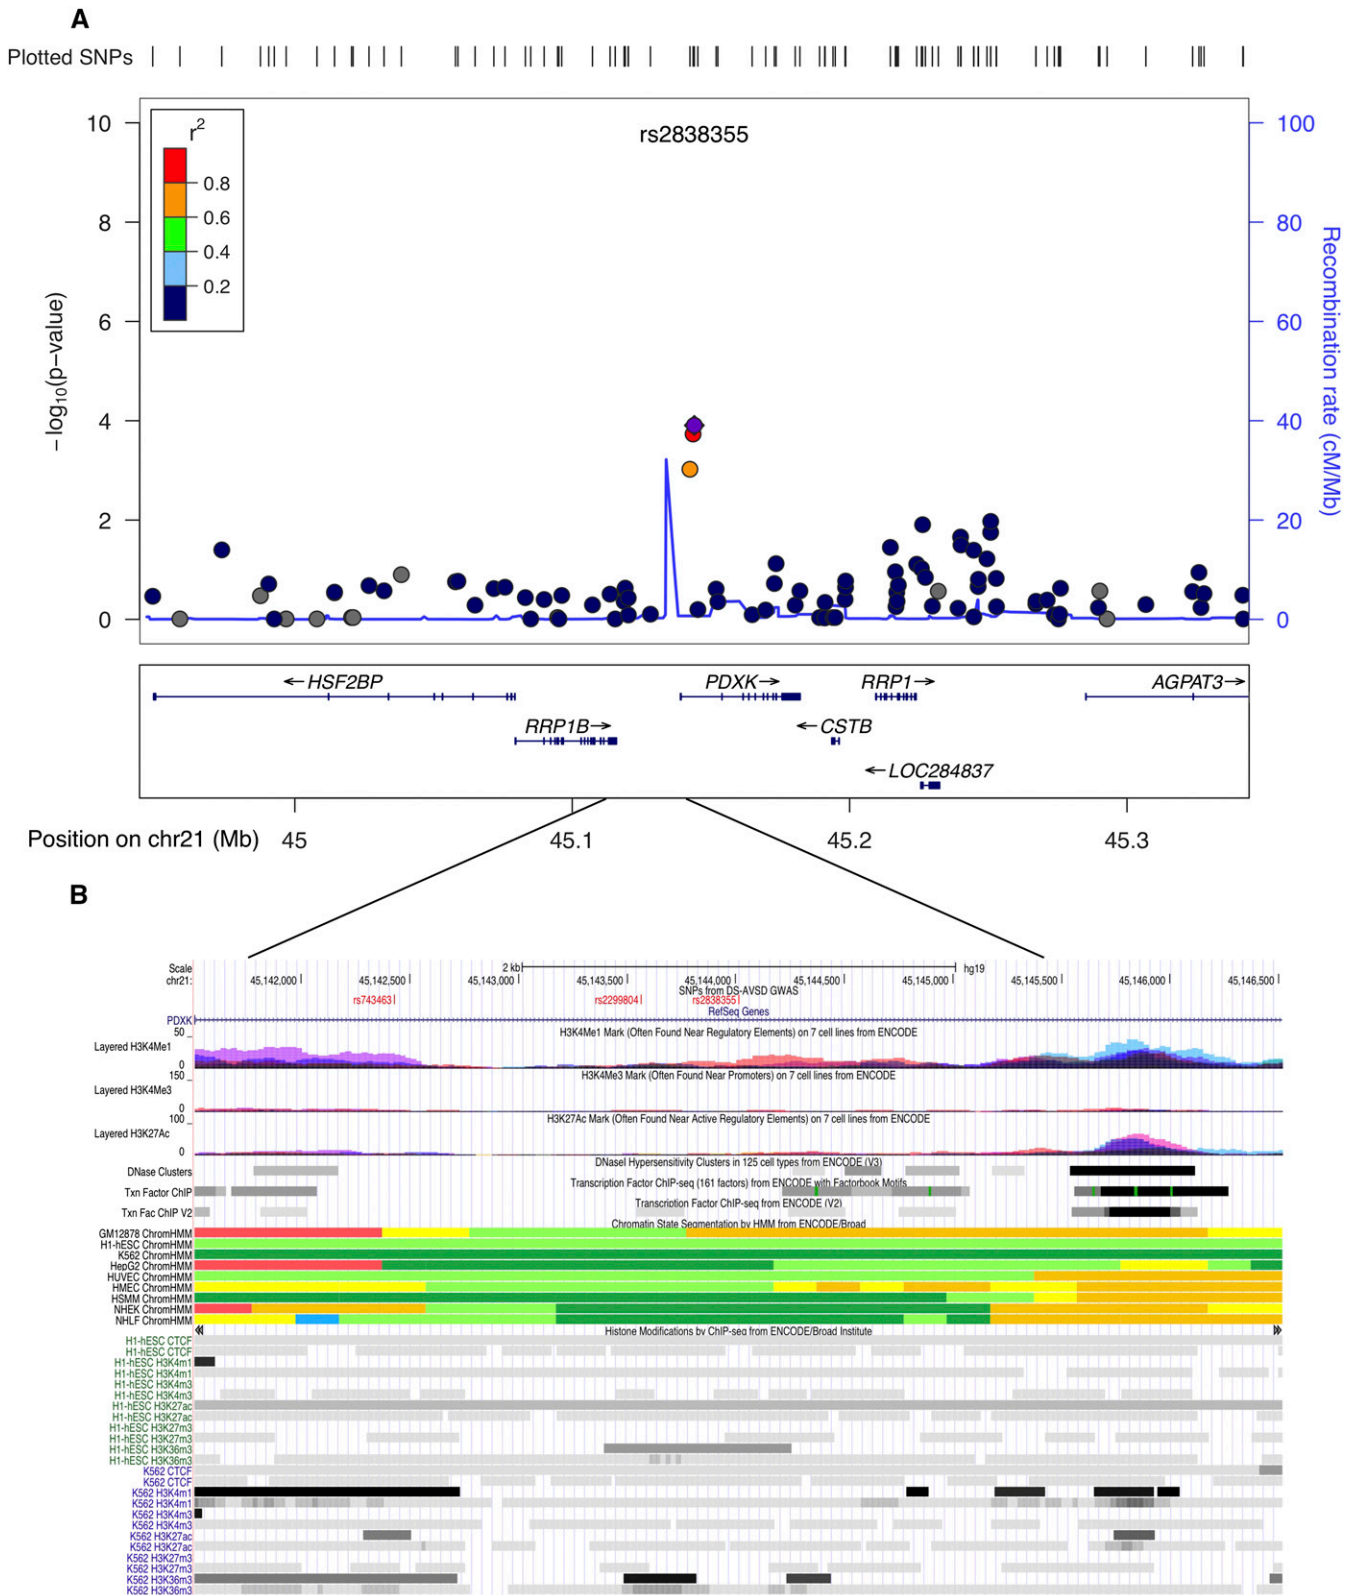 A
Plotted SNPs
rs2838355
r2
0.8
0.6
0.4
0.2
10
8
6
4
2
0
−log10(p−value)
100
80
60
40
20
0
Recombination rate (cM/Mb)
←HSF2BP
PDXK→
RRP1→
AGPAT3→
RRP1B→
←CSTB
←LOC284837
45 45.1 45.2 45.3
Position on chr21 (Mb)
B
Scale 2 kb hg19
chr21: 45,142,000 45,142,500 45,143,000 45,143,500 45,144,000 45,144,500 45,145,000 45,145,500 45,146,000 45,146,500
SNPs from DS-AVSD GWAS
rs743463 rs2299804 rs2838355
RefSeq Genes
PDXK
H3K4Me1 Mark (Often Found Near Regulatory Elements) on 7 cell lines from ENCODE
50
Layered H3K4Me1
0
H3K4Me3 Mark (Often Found Near Promoters) on 7 cell lines from ENCODE
150
Layered H3K4Me3
0
H3K27Ac Mark (Often Found Near Active Regulatory Elements) on 7 cell lines from ENCODE
100
Layered H3K27Ac
0
DNaseI Hypersensitivity Clusters in 125 cell types from ENCODE (V3)
DNase Clusters
Transcription Factor ChIP-seq (161 factors) from ENCODE with Factorbook Motifs
Txn Factor ChIP
Transcription Factor ChIP-seq from ENCODE (V2)
Txn Fac ChIP V2
Chromatin State Segmentation by HMM from ENCODE/Broad
GM12878 ChromHMM
H1-hESC ChromHMM
K562 ChromHMM
HepG2 ChromHMM
HUVEC ChromHMM
HMEC ChromHMM
HSMM ChromHMM
NHEK ChromHMM
NHLF ChromHMM
Histone Modifications by ChIP-seq from ENCODE/Broad Institute
H1-hESC CTCF
H1-hESC CTCF
H1-hESC H3K4m1
H1-hESC H3K4m1
H1-hESC H3K4m3
H1-hESC H3K4m3
H1-hESC H3K27ac
H1-hESC H3K27ac
H1-hESC H3K27m3
H1-hESC H3K27m3
H1-hESC H3K36m3
H1-hESC H3K36m3
K562 CTCF
K562 CTCF
K562 H3K4m1
K562 H3K4m1
K562 H3K4m3
K562 H3K4m3
K562 H3K27ac
K562 H3K27ac
K562 H3K27m3
K562 H3K27m3
K562 H3K36m3
K562 H3K36m3